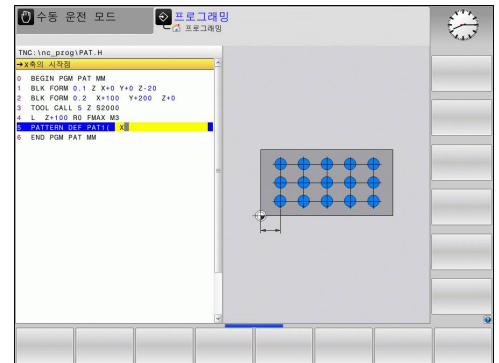 수동 운전 모드
프로그래밍
프로그래밍
TNC:\nc_prog\PAT.H
→X축의 시작점
0 BEGIN PGM PAT MM
1 BLK FORM 0.1 Z X+0 Y+0 Z-20
2 BLK FORM 0.2 X+100 Y+200 Z+0
3 TOOL CALL 5 Z S2000
4 L Z+100 R0 FMAX M3
5 PATTERN DEF PAT1( X
6 END PGM PAT MM